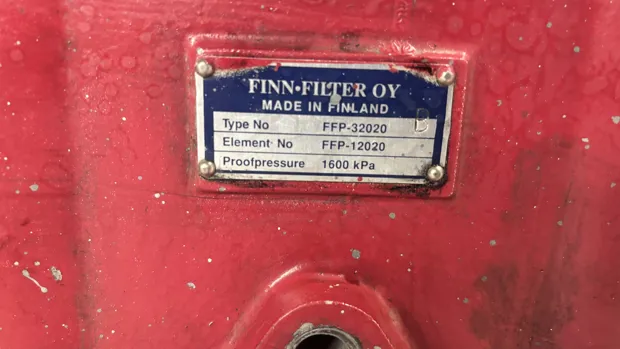 FINN•FILTER OY
MADE IN FINLAND
Type No FFP-32020 D
Element No FFP-12020
Proofpressure 1600 kPa